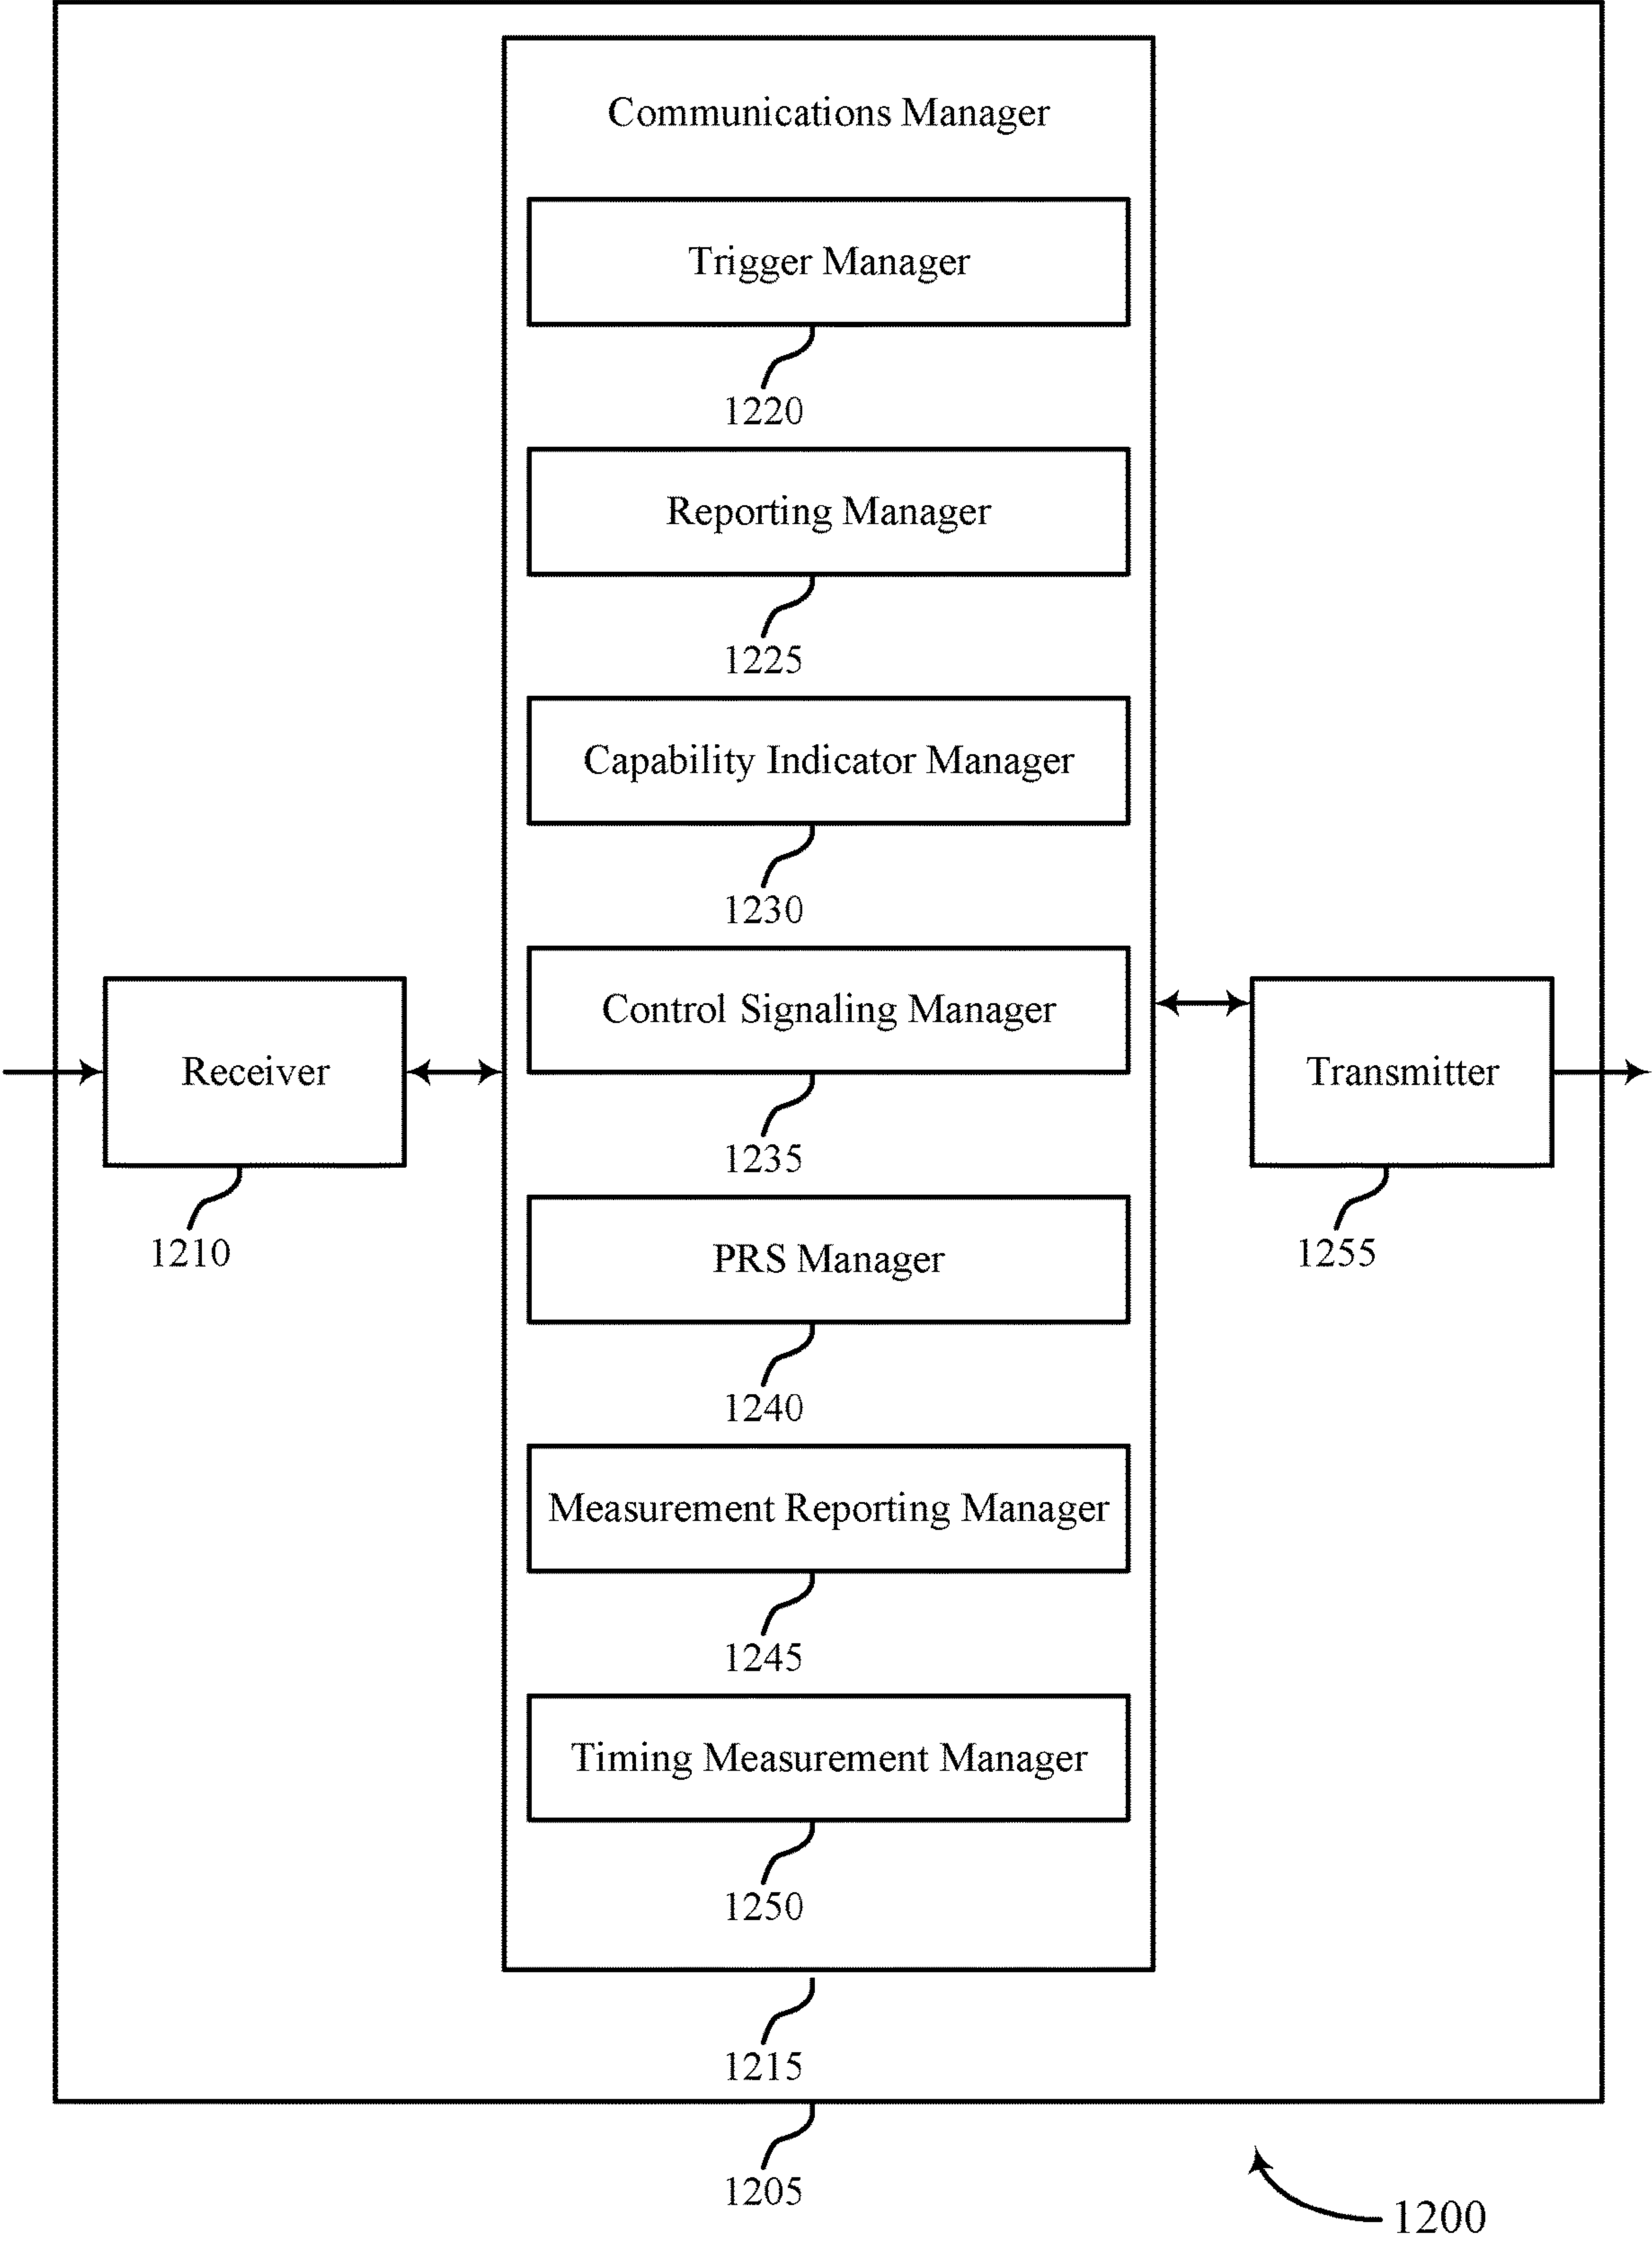 Communications Manager
Trigger Manager
1220
Reporting Manager
1225
Capability Indicator Manager
1230
Control Signaling Manager
1235
Receiver
1210
Transmitter
1255
PRS Manager
1240
Measurement Reporting Manager
1245
Timing Measurement Manager
1250
1215
1205
1200